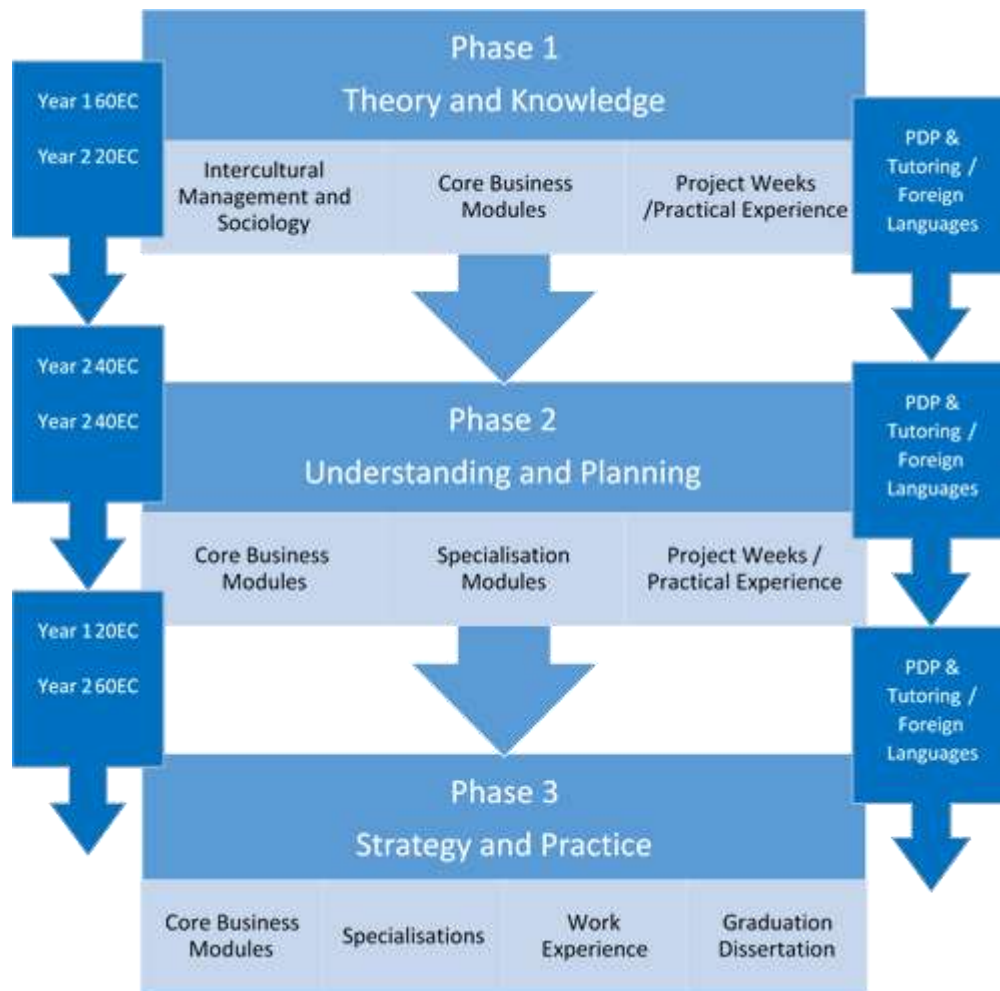 Phase 1
Theory and Knowledge
Year 1 60EC
Year 2 20EC
Intercultural
Management and
Sociology
Core Business
Modules
Project Weeks
/Practical Experience
PDP &
Tutoring /
Foreign
Languages
Year 2 40EC
Year 2 40EC
Phase 2
Understanding and Planning
Core Business
Modules
Specialisation
Modules
Project Weeks /
Practical Experience
PDP &
Tutoring /
Foreign
Languages
Year 1 20EC
Year 2 60EC
Phase 3
Strategy and Practice
Core Business
Modules
Specialisations
Work
Experience
Graduation
Dissertation
PDP &
Tutoring /
Foreign
Languages